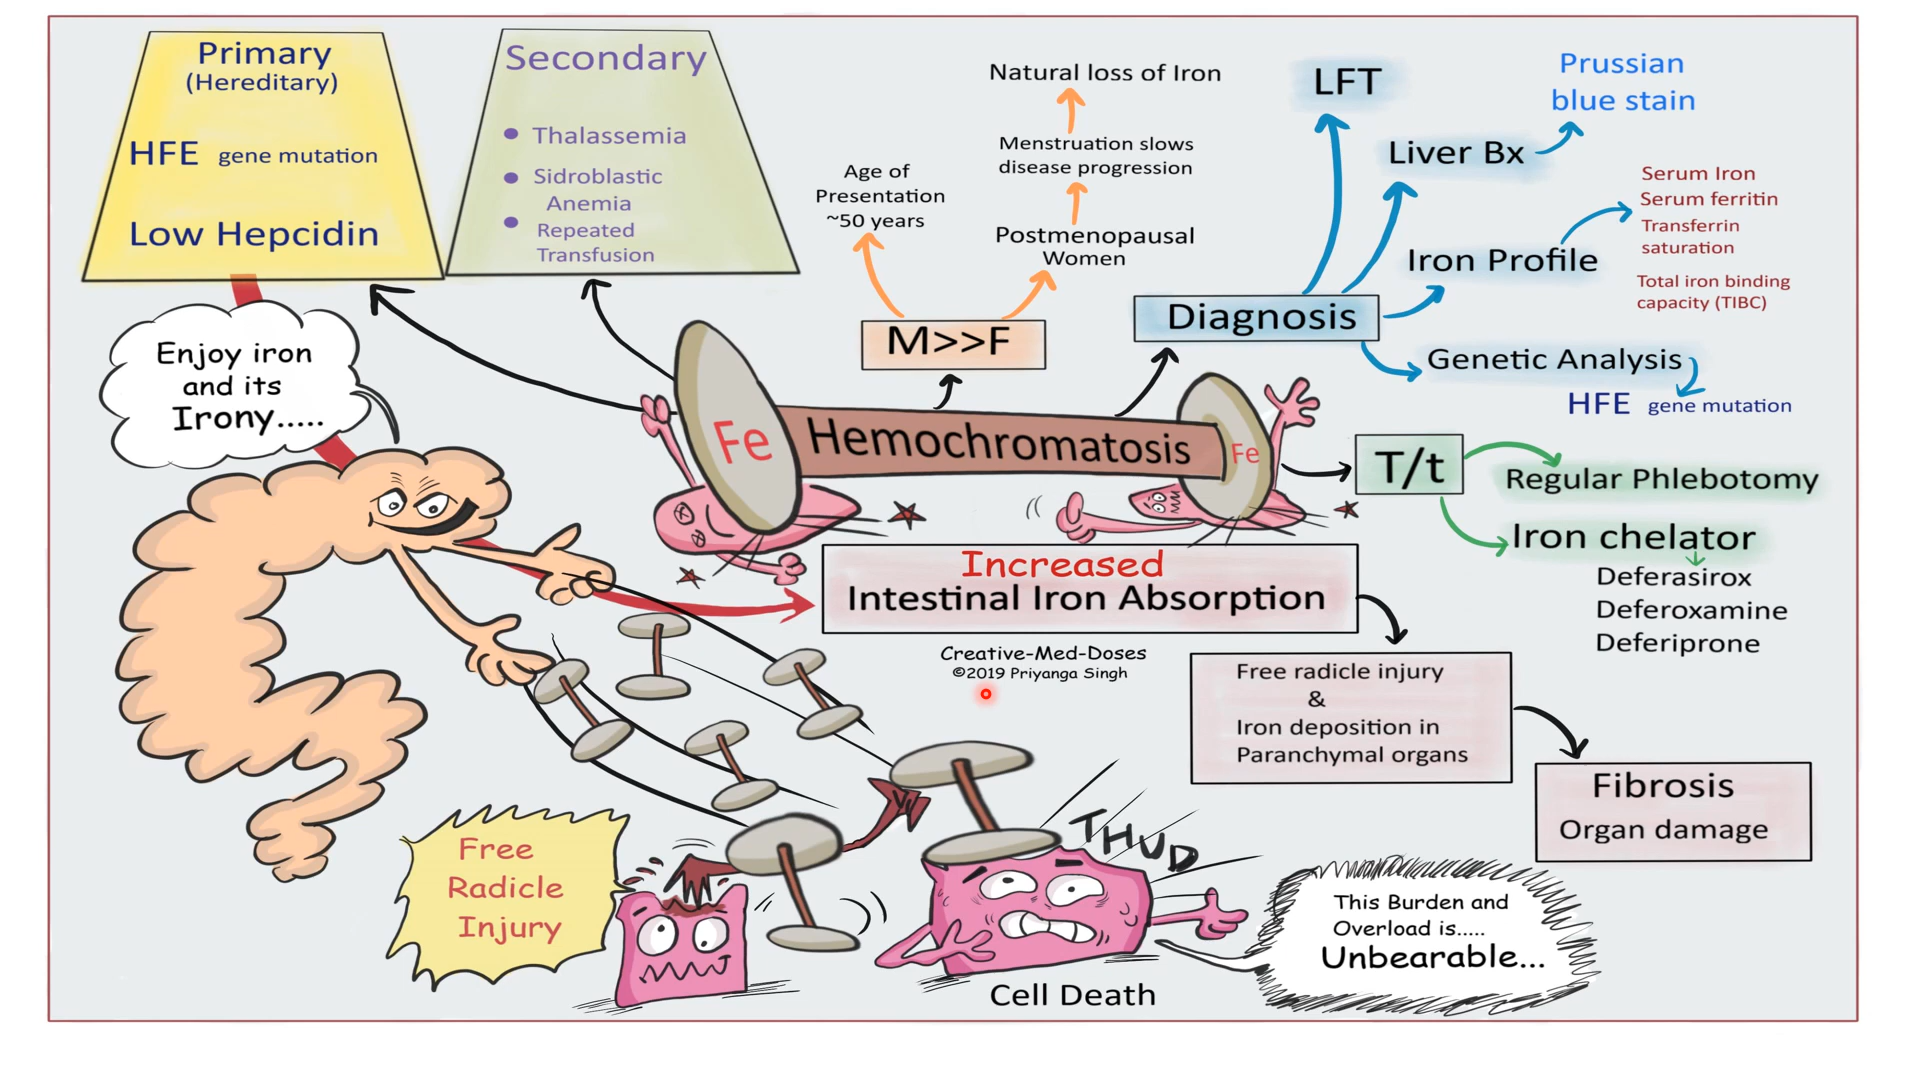 Primary
(Hereditary)
HFE gene mutation
Low Hepcidin
Secondary
• Thalassemia
• Sidroblastic
Anemia
• Repeated
Transfusion
Age of
Presentation
~50 years
Natural loss of Iron
Menstruation slows
disease progression
Postmenopausal
Women
M>>F
LFT
Prussian
blue stain
Liver Bx
Serum Iron
Serum ferritin
Transferrin
saturation
Total iron binding
capacity (TIBC)
Iron Profile
Diagnosis
Genetic Analysis
HFE gene mutation
Enjoy iron
and its
Irony.....
Fe
Hemochromatosis
Fe
T/t
Regular Phlebotomy
Iron chelator
Deferasirox
Deferoxamine
Deferiprone
Increased
Intestinal Iron Absorption
Creative-Med-Doses
©2019 Priyanga Singh
Free radicle injury
&
Iron deposition in
Paranchymal organs
Fibrosis
Organ damage
Free
Radicle
Injury
THUD
Cell Death
This Burden and
Overload is.....
Unbearable...